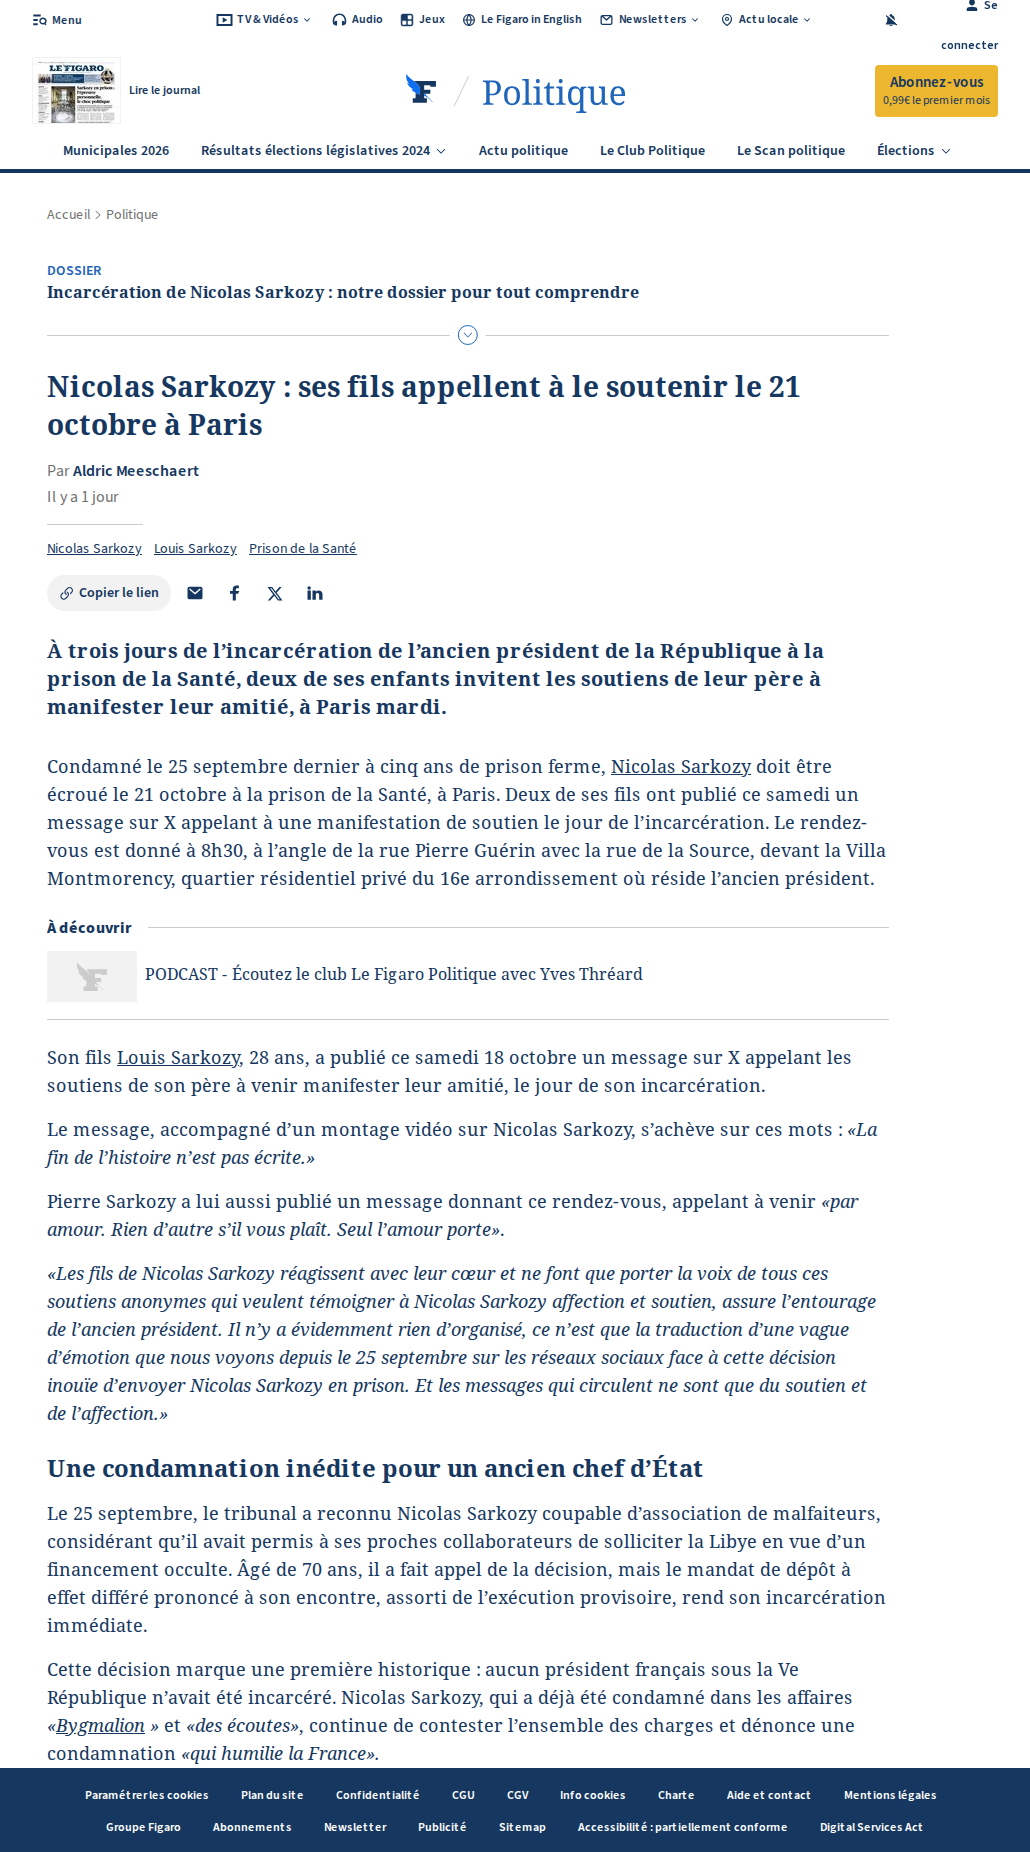 Menu
TV & Vidéos
Audio
Jeux
Le Figaro in English
Newsletters
Actu locale
Se connecter
LE FIGARO
Sarkozy en prison :
l'épreuve
personnelle,
le choc politique
Lire le journal
Politique
Abonnez-vous
0,99€ le premier mois
Municipales 2026
Résultats élections législatives 2024
Actu politique
Le Club Politique
Le Scan politique
Élections
Accueil > Politique
DOSSIER
Incarcération de Nicolas Sarkozy : notre dossier pour tout comprendre
Nicolas Sarkozy : ses fils appellent à le soutenir le 21
octobre à Paris
Par Aldric Meeschaert
Il y a 1 jour
Nicolas Sarkozy Louis Sarkozy Prison de la Santé
Copier le lien
À trois jours de l’incarcération de l’ancien président de la République à la
prison de la Santé, deux de ses enfants invitent les soutiens de leur père à
manifester leur amitié, à Paris mardi.
Condamné le 25 septembre dernier à cinq ans de prison ferme, Nicolas Sarkozy doit être
écroué le 21 octobre à la prison de la Santé, à Paris. Deux de ses fils ont publié ce samedi un
message sur X appelant à une manifestation de soutien le jour de l’incarcération. Le rendez-
vous est donné à 8h30, à l’angle de la rue Pierre Guérin avec la rue de la Source, devant la Villa
Montmorency, quartier résidentiel privé du 16e arrondissement où réside l’ancien président.
À découvrir
PODCAST - Écoutez le club Le Figaro Politique avec Yves Thréard
Son fils Louis Sarkozy, 28 ans, a publié ce samedi 18 octobre un message sur X appelant les
soutiens de son père à venir manifester leur amitié, le jour de son incarcération.
Le message, accompagné d’un montage vidéo sur Nicolas Sarkozy, s’achève sur ces mots : «La
fin de l’histoire n’est pas écrite.»
Pierre Sarkozy a lui aussi publié un message donnant ce rendez-vous, appelant à venir «par
amour. Rien d’autre s’il vous plaît. Seul l’amour porte».
«Les fils de Nicolas Sarkozy réagissent avec leur cœur et ne font que porter la voix de tous ces
soutiens anonymes qui veulent témoigner à Nicolas Sarkozy affection et soutien, assure l’entourage
de l’ancien président. Il n’y a évidemment rien d’organisé, ce n’est que la traduction d’une vague
d’émotion que nous voyons depuis le 25 septembre sur les réseaux sociaux face à cette décision
inouïe d’envoyer Nicolas Sarkozy en prison. Et les messages qui circulent ne sont que du soutien et
de l’affection.»
Une condamnation inédite pour un ancien chef d’État
Le 25 septembre, le tribunal a reconnu Nicolas Sarkozy coupable d’association de malfaiteurs,
considérant qu’il avait permis à ses proches collaborateurs de solliciter la Libye en vue d’un
financement occulte. Âgé de 70 ans, il a fait appel de la décision, mais le mandat de dépôt à
effet différé prononcé à son encontre, assorti de l’exécution provisoire, rend son incarcération
immédiate.
Cette décision marque une première historique : aucun président français sous la Ve
République n’avait été incarcéré. Nicolas Sarkozy, qui a déjà été condamné dans les affaires
«Bygmalion » et «des écoutes», continue de contester l’ensemble des charges et dénonce une
condamnation «qui humilie la France».
Paramétrer les cookies
Plan du site
Confidentialité
CGU
CGV
Info cookies
Charte
Aide et contact
Mentions légales
Groupe Figaro
Abonnements
Newsletter
Publicité
Sitemap
Accessibilité : partiellement conforme
Digital Services Act